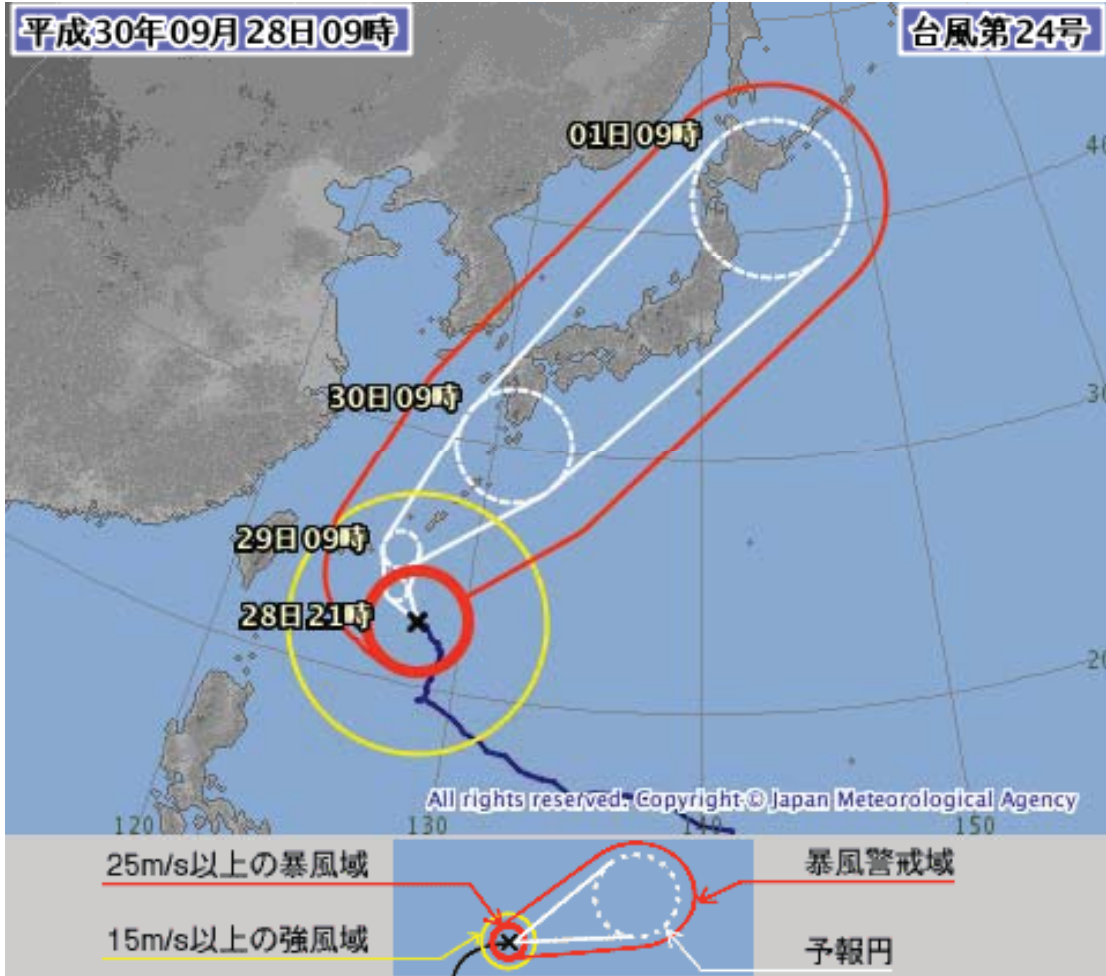 平成30年09月28日09時
台風第24号
01日09時
40
30日09時
30
29日09時
28日21時
20
All rights reserved. Copyright © Japan Meteorological Agency
120
130
140
150
25m/s以上の暴風域
暴風警戒域
15m/s以上の強風域
予報円